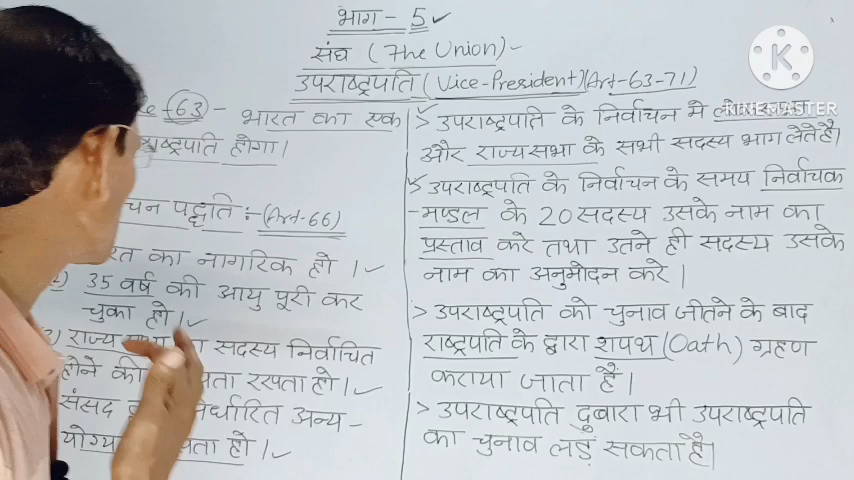 भाग - 5
संघ (The Union) -
उपराष्ट्रपति (Vice-President) (Art-63-71)
63 - भारत का एक
होगा।
पद्धति :- (Art-66)
का नागरिक हो।
35 वर्ष की आयु पूरी कर
चुका हो।
राज्य सदस्य निर्वाचित
होने की रखता हो।
संसद अन्य -
हो।
> उपराष्ट्रपति के निर्वाचन मे
और राज्यसभा के सभी सदस्य भाग लेते है।
> उपराष्ट्रपति के निर्वाचन के समय निर्वाचक
- मण्डल के 20 सदस्य उसके नाम का
प्रस्ताव करे तथा उतने ही सदस्य उसके
नाम का अनुमोदन करे।
> उपराष्ट्रपति को चुनाव जीतने के बाद
राष्ट्रपति के द्वारा शपथ (Oath) ग्रहण
कराया जाता है।
> उपराष्ट्रपति दुबारा भी उपराष्ट्रपति
का चुनाव लड़ सकता है।
K
KINEMASTER